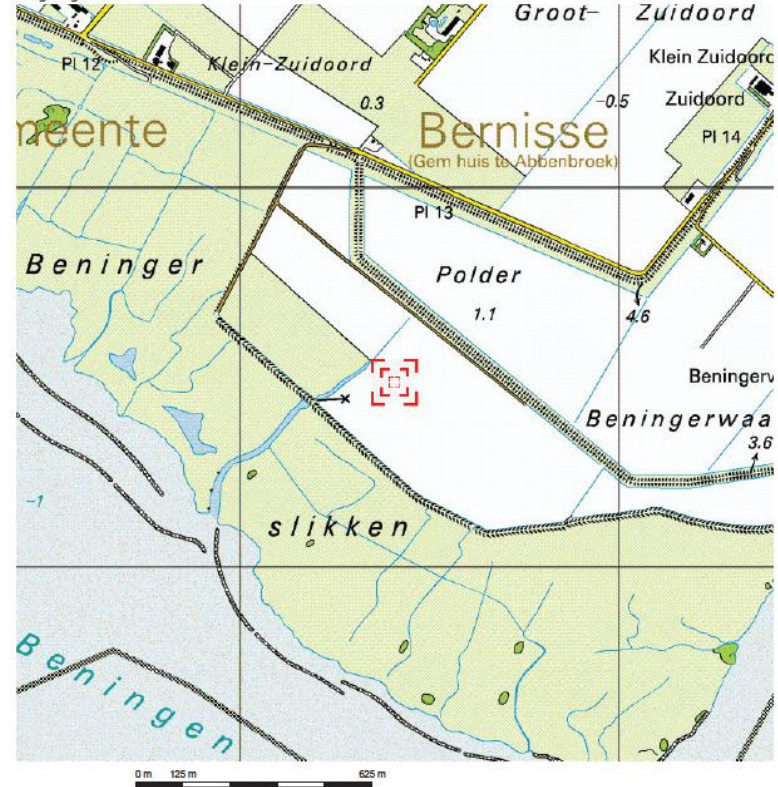 Groot- Zuidoord
Pl 12
Klein-Zuidoord
Klein Zuidoord
0.3
-0.5
Zuidoord
meente
Bernisse
Pl 14
(Gem huis te Abbenbroek)
Pl 13
Beninger
Polder
1.1
4.6
Beningerw
Beningerwaa
3.6
-1
slikken
Beningen
0 m 125 m 625 m